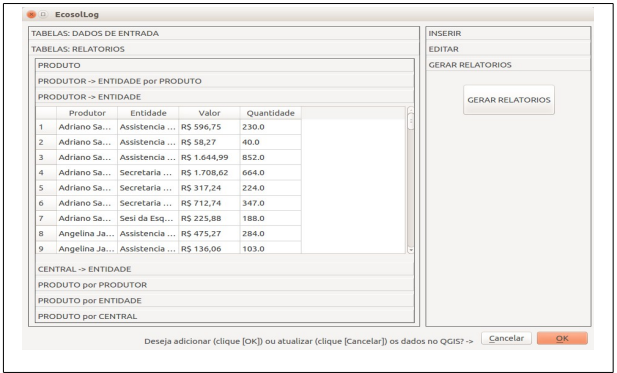 EcosolLog
TABELAS: DADOS DE ENTRADA
TABELAS: RELATORIOS
PRODUTO
PRODUTOR -> ENTIDADE por PRODUTO
PRODUTOR -> ENTIDADE
Produtor Entidade Valor Quantidade
1 Adriano Sa... Assistencia ... R$ 596,75 230.0
2 Adriano Sa... Assistencia ... R$ 58,27 40.0
3 Adriano Sa... Assistencia ... R$ 1.644,99 852.0
4 Adriano Sa... Secretaria ... R$ 1.708,62 664.0
5 Adriano Sa... Secretaria ... R$ 317,24 224.0
6 Adriano Sa... Secretaria ... R$ 712,74 347.0
7 Adriano Sa... Sesi da Esq... R$ 225,88 188.0
8 Angelina Ja... Assistencia ... R$ 475,27 284.0
9 Angelina Ja... Assistencia ... R$ 136,06 103.0
CENTRAL -> ENTIDADE
PRODUTO por PRODUTOR
PRODUTO por ENTIDADE
PRODUTO por CENTRAL
INSERIR
EDITAR
GERAR RELATORIOS
GERAR RELATORIOS
Deseja adicionar (clique [OK]) ou atualizar (clique [Cancelar]) os dados no QGIS? -> Cancelar OK